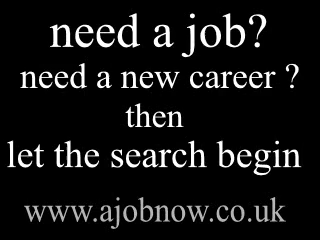 need a job?
need a new career ?
then
let the search begin
www.ajobnow.co.uk